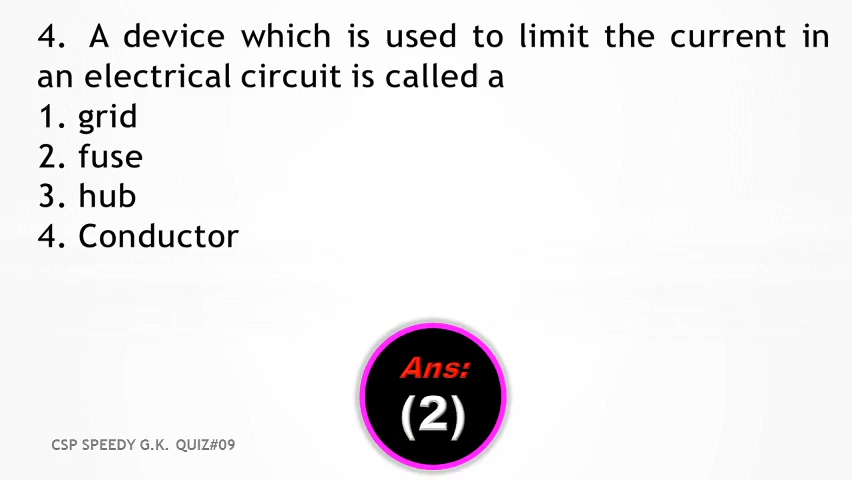 4. A device which is used to limit the current in
an electrical circuit is called a
1. grid
2. fuse
3. hub
4. Conductor
Ans:
(2)
CSP SPEEDY G.K. QUIZ#09